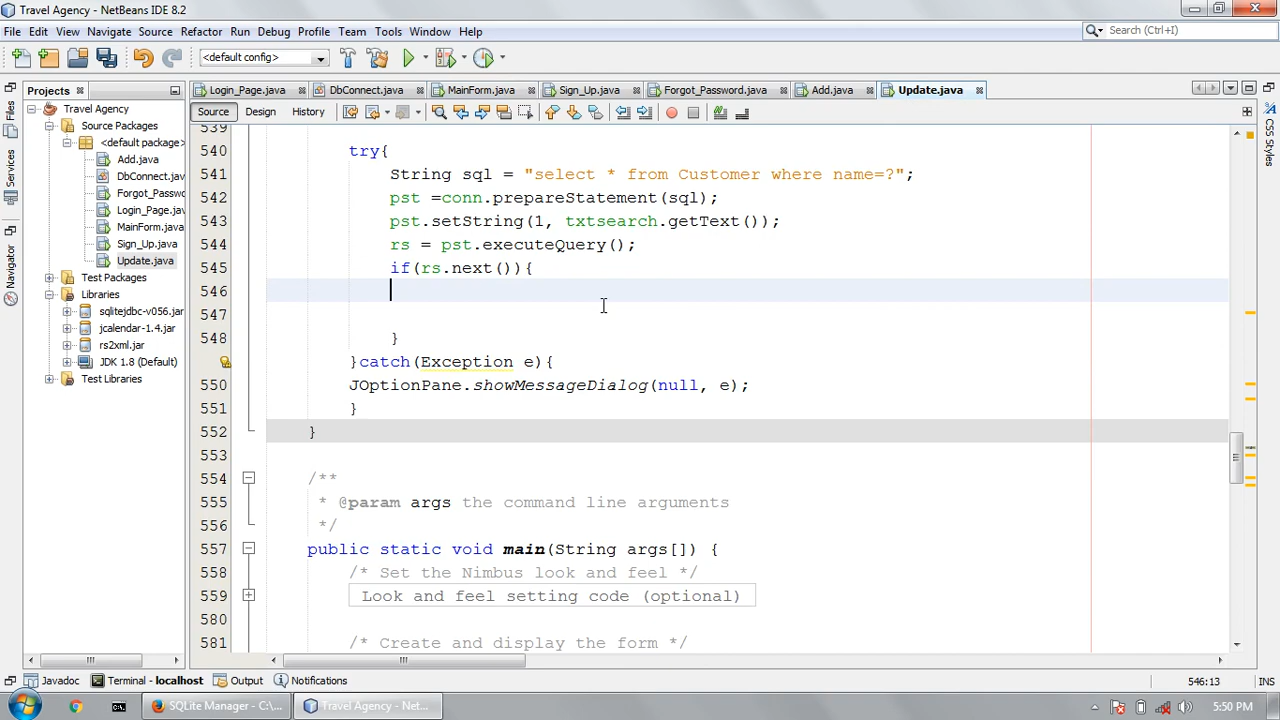 Travel Agency - NetBeans IDE 8.2
File Edit View Navigate Source Refactor Run Debug Profile Team Tools Window Help
Search (Ctrl+I)
<default config>
Projects
Login_Page.java DbConnect.java MainForm.java Sign_Up.java Forgot_Password.java Add.java Update.java
Source Design History
Files
Services
CSS Styles
Travel Agency
Source Packages
<default package>
Add.java
DbConnect.jav
Forgot_Passwo
Login_Page.jav
MainForm.java
Sign_Up.java
Update.java
Test Packages
Libraries
sqlitejdbc-v056.jar
jcalendar-1.4.jar
rs2xml.jar
JDK 1.8 (Default)
Test Libraries
539
540 try{
541 String sql = "select * from Customer where name=?";
542 pst =conn.prepareStatement(sql);
543 pst.setString(1, txtsearch.getText());
544 rs = pst.executeQuery();
545 if(rs.next()){
546
547
548 }
}catch(Exception e){
550 JOptionPane.showMessageDialog(null, e);
551 }
552 }
553
554 /**
555 * @param args the command line arguments
556 */
557 public static void main(String args[]) {
558 /* Set the Nimbus look and feel */
559 Look and feel setting code (optional)
580
581 /* Create and display the form */
Javadoc Terminal - localhost Output Notifications
546:13 INS
SQLite Manager - C:\... Travel Agency - Net... 5:50 PM